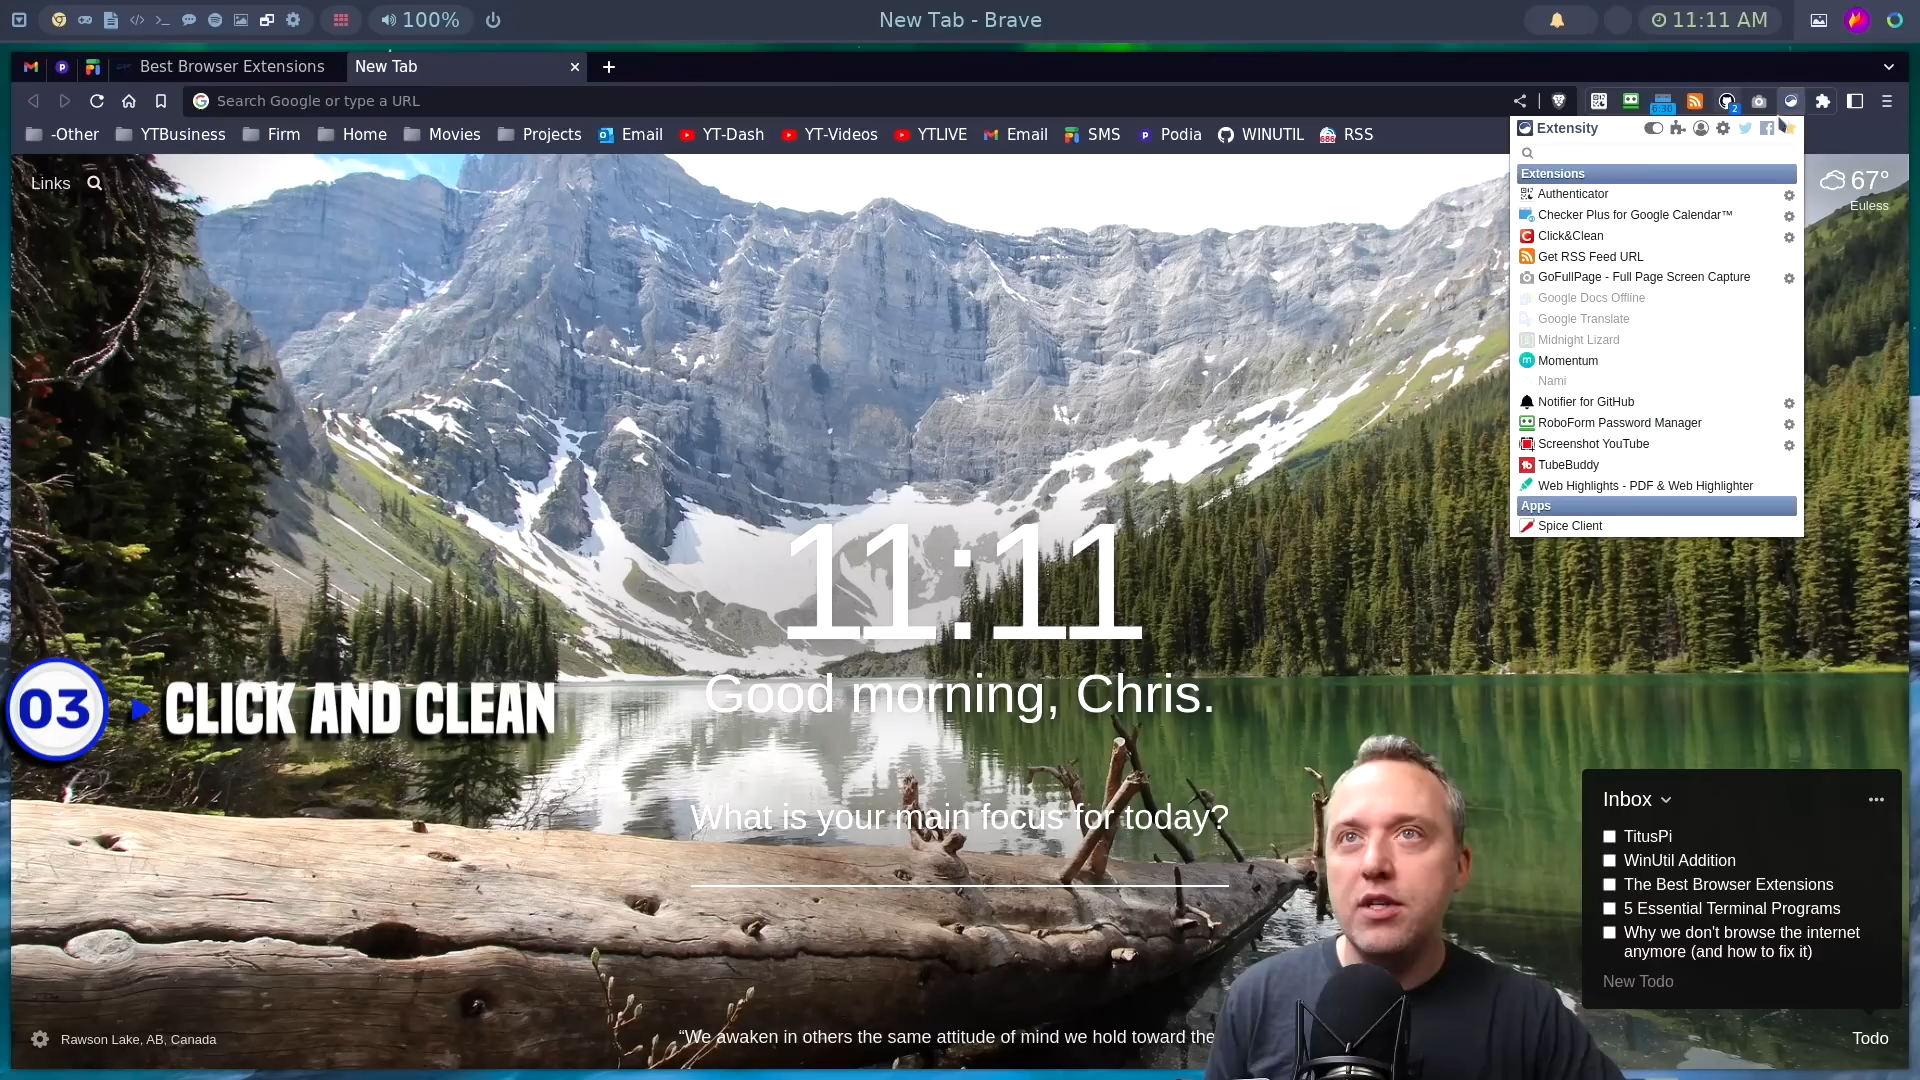 100%
New Tab - Brave
11:11 AM
Best Browser Extensions
New Tab
Search Google or type a URL
6:30
2
-Other
YTBusiness
Firm
Home
Movies
Projects
Email
YT-Dash
YT-Videos
YTLIVE
Email
SMS
Podia
WINUTIL
RSS
Links
Extensity
Extensions
Authenticator
Checker Plus for Google Calendar™
Click&Clean
Get RSS Feed URL
GoFullPage - Full Page Screen Capture
Google Docs Offline
Google Translate
Midnight Lizard
Momentum
Nami
Notifier for GitHub
RoboForm Password Manager
Screenshot YouTube
TubeBuddy
Web Highlights - PDF & Web Highlighter
Apps
Spice Client
67°
Euless
11:11
Good morning, Chris.
03
CLICK AND CLEAN
What is your main focus for today?
Inbox
TitusPi
WinUtil Addition
The Best Browser Extensions
5 Essential Terminal Programs
Why we don't browse the internet
anymore (and how to fix it)
New Todo
Rawson Lake, AB, Canada
“We awaken in others the same attitude of mind we hold toward the
Todo